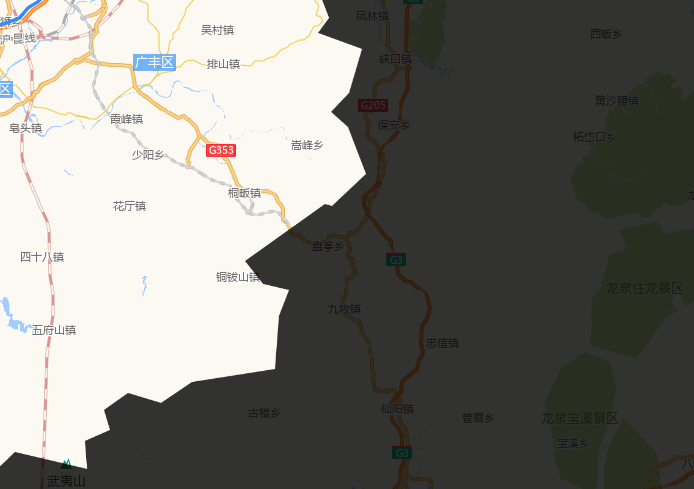 凤林镇
沪昆线
吴村镇
西畈乡
广丰区
峡口镇
排山镇
区
黄沙腰镇
G205
霞峰镇
皂头镇
保安乡
柘岱口乡
嵩峰乡
G353
少阳乡
桐畈镇
花厅镇
盘亭乡
四十八镇
G3
铜钹山镇
龙泉住龙景区
九牧镇
五府山镇
忠信镇
仙阳镇
古楼乡
管厝乡
龙泉宝溪景区
宝溪乡
G3
八
武夷山